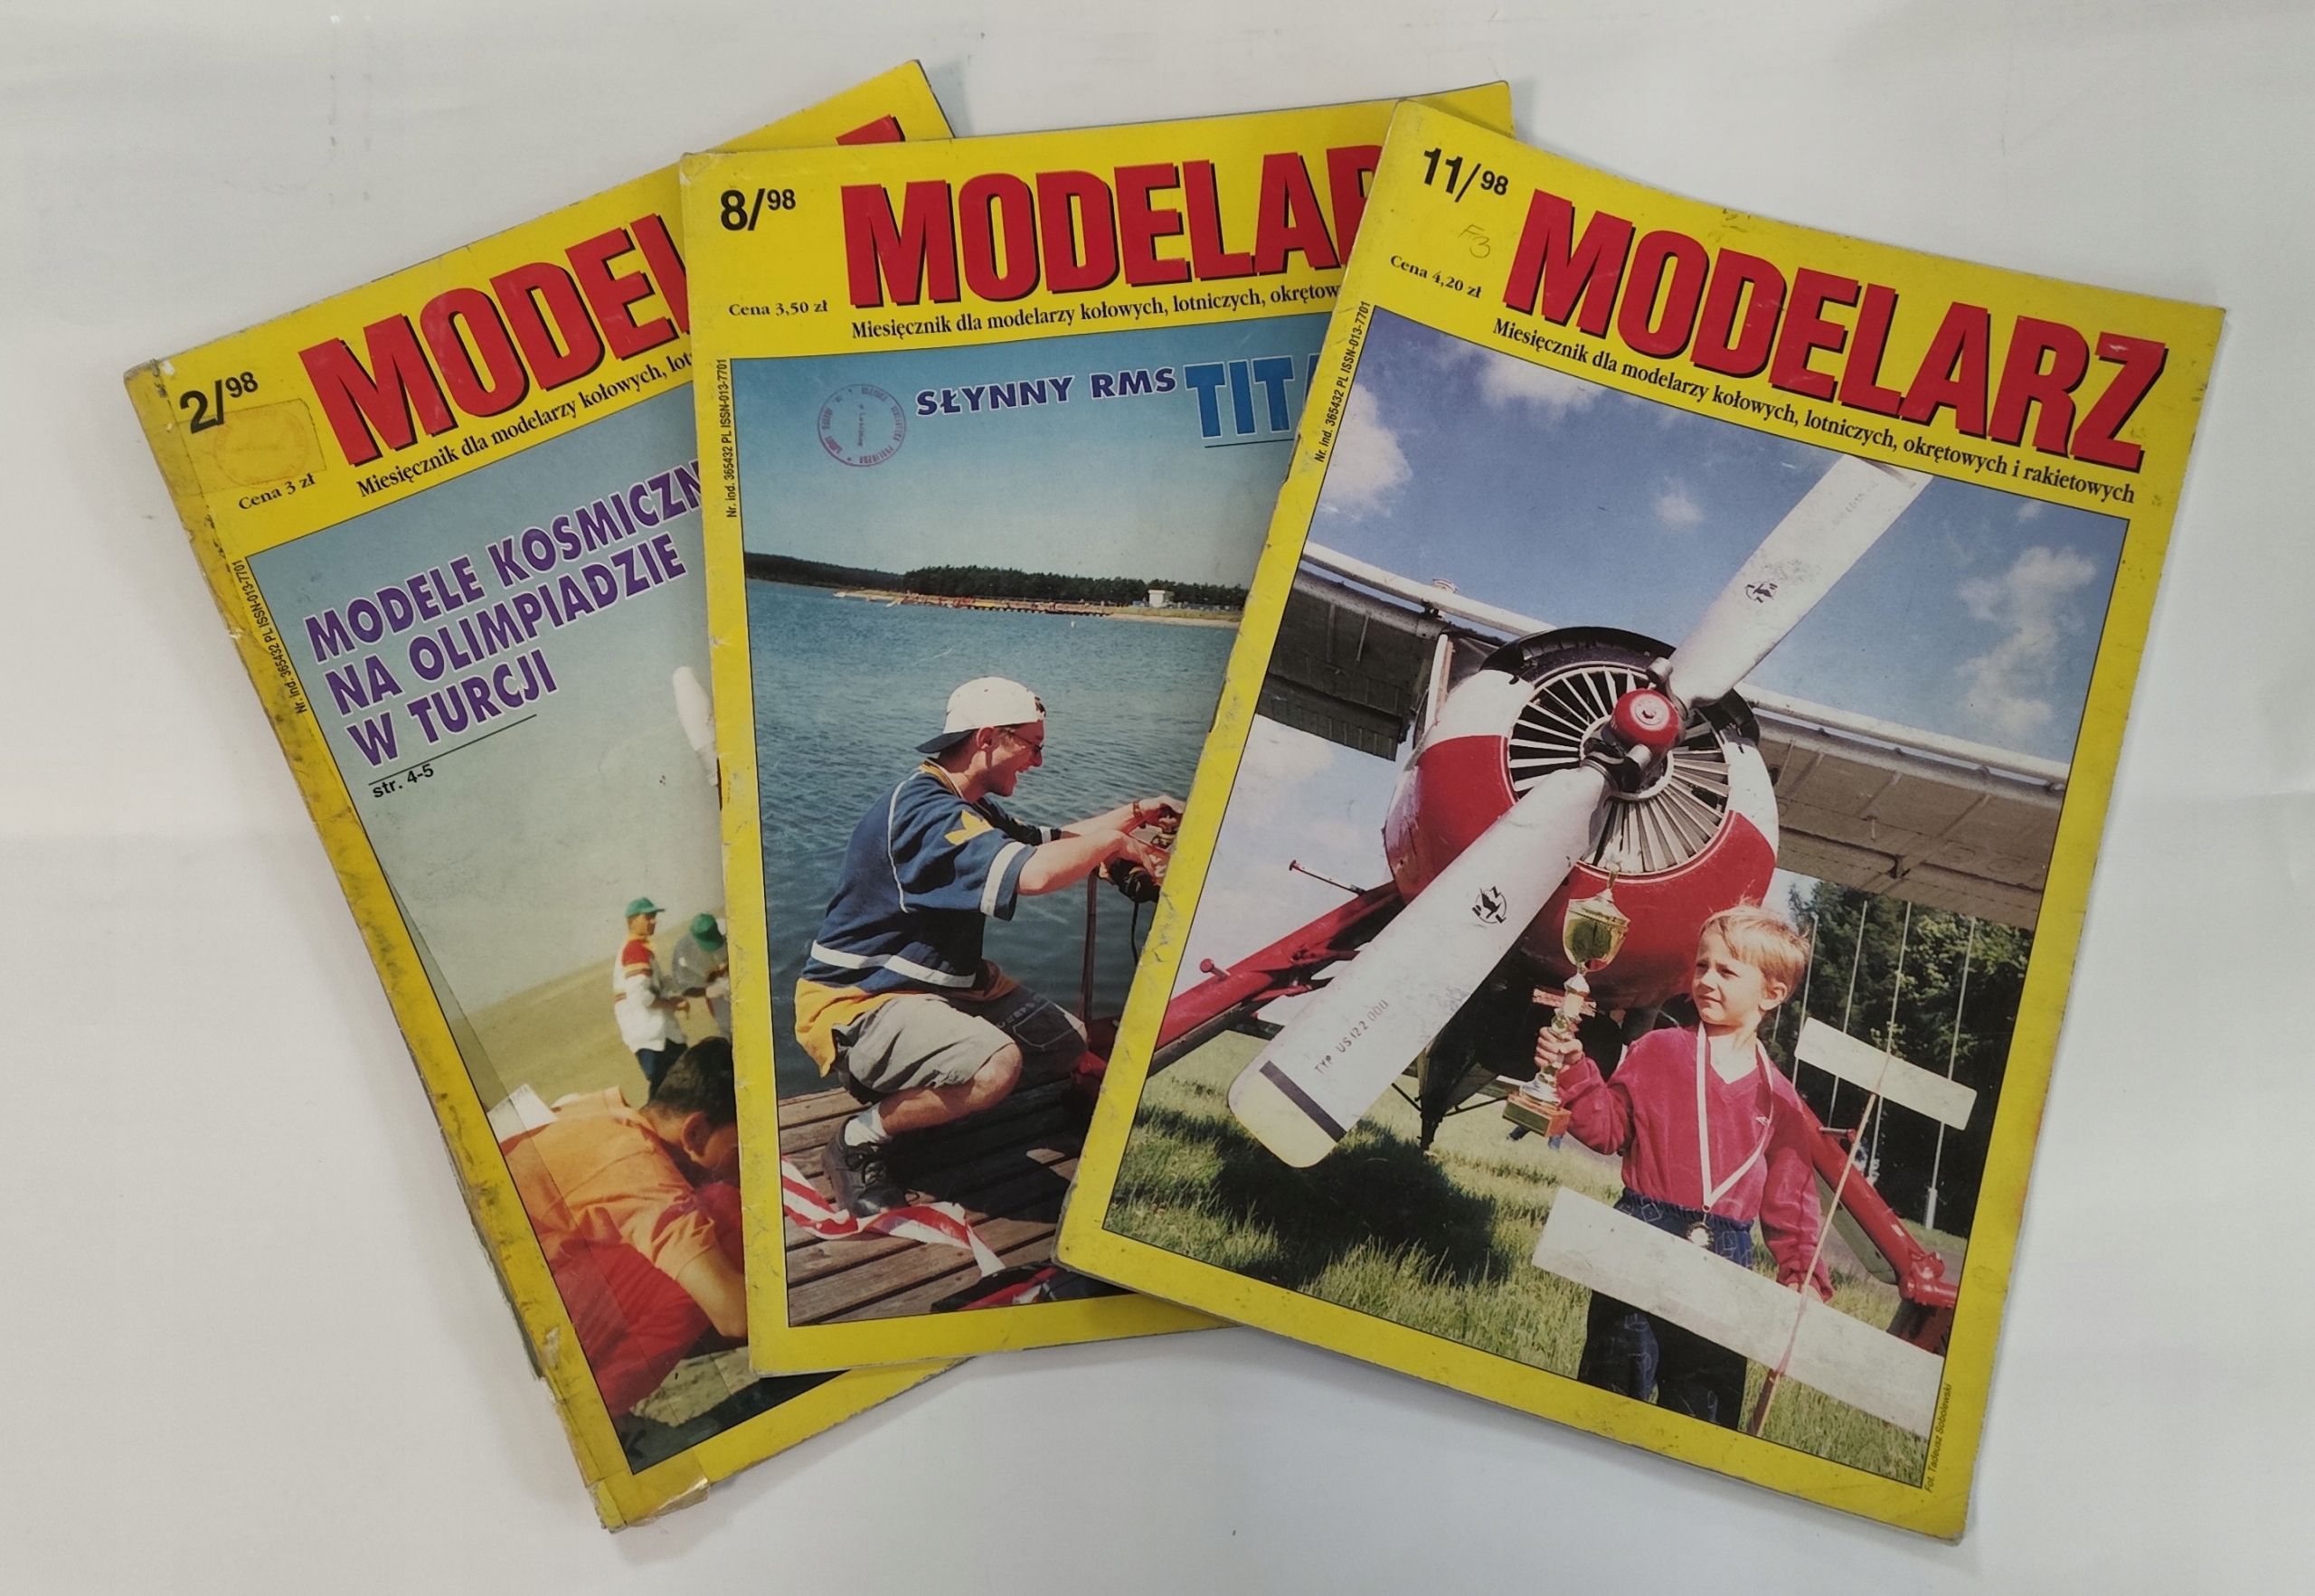 2/98
MODEL
Cena 3 zł
Miesięcznik dla modelarzy kołowych, lot
Nr. ind. 365432 PL ISSN-013-7701
MODELE KOSMICZN
NA OLIMPIADZIE
W TURCJI
str. 4-5
8/98
MODELAR
Cena 3,50 zł
Miesięcznik dla modelarzy kołowych, lotniczych, okrętow
Nr. ind. 365432 PL ISSN-013-7701
SŁYNNY RMS TITA
11/98
F3
MODELARZ
Cena 4,20 zł
Miesięcznik dla modelarzy kołowych, lotniczych, okrętowych i rakietowych
Nr. ind. 365432 PL ISSN-013-7701
TYP US 122 000
Fot. Tadeusz Sobolewski